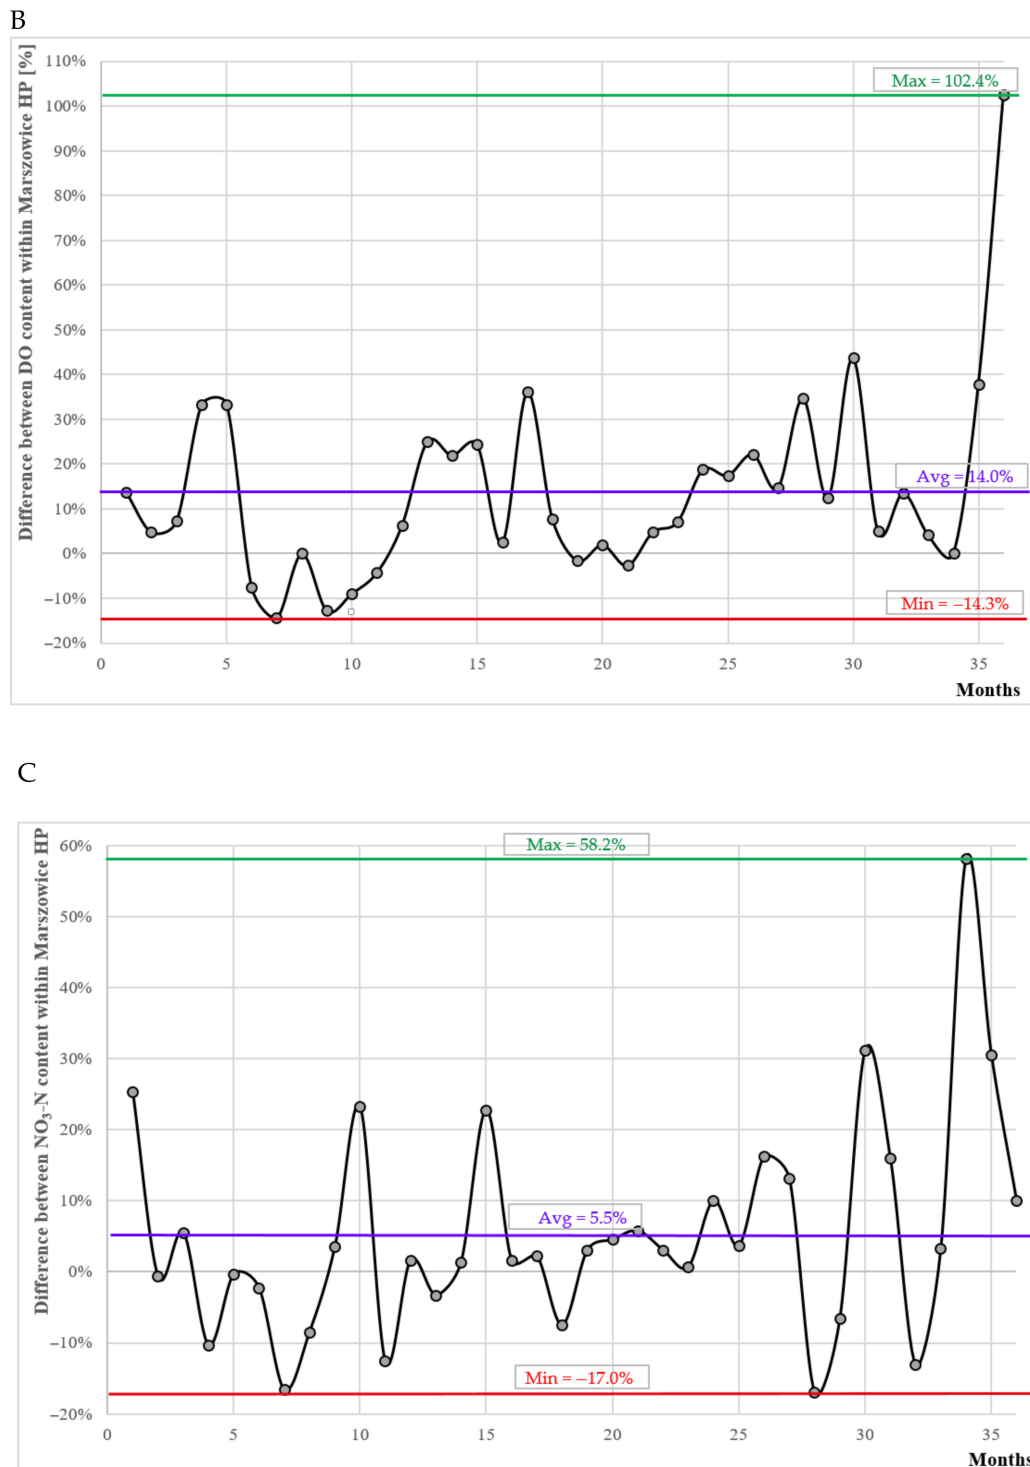 B
Difference between DO content within Marszowice HP [%]
110%
100%
90%
80%
70%
60%
50%
40%
30%
20%
10%
0%
−10%
−20%
Max = 102.4%
Avg = 14.0%
Min = −14.3%
0 5 10 15 20 25 30 35
Months
C
Difference between NO₃-N content within Marszowice HP
60%
50%
40%
30%
20%
10%
0%
−10%
−20%
Max = 58.2%
Avg = 5.5%
Min = −17.0%
0 5 10 15 20 25 30 35
Months